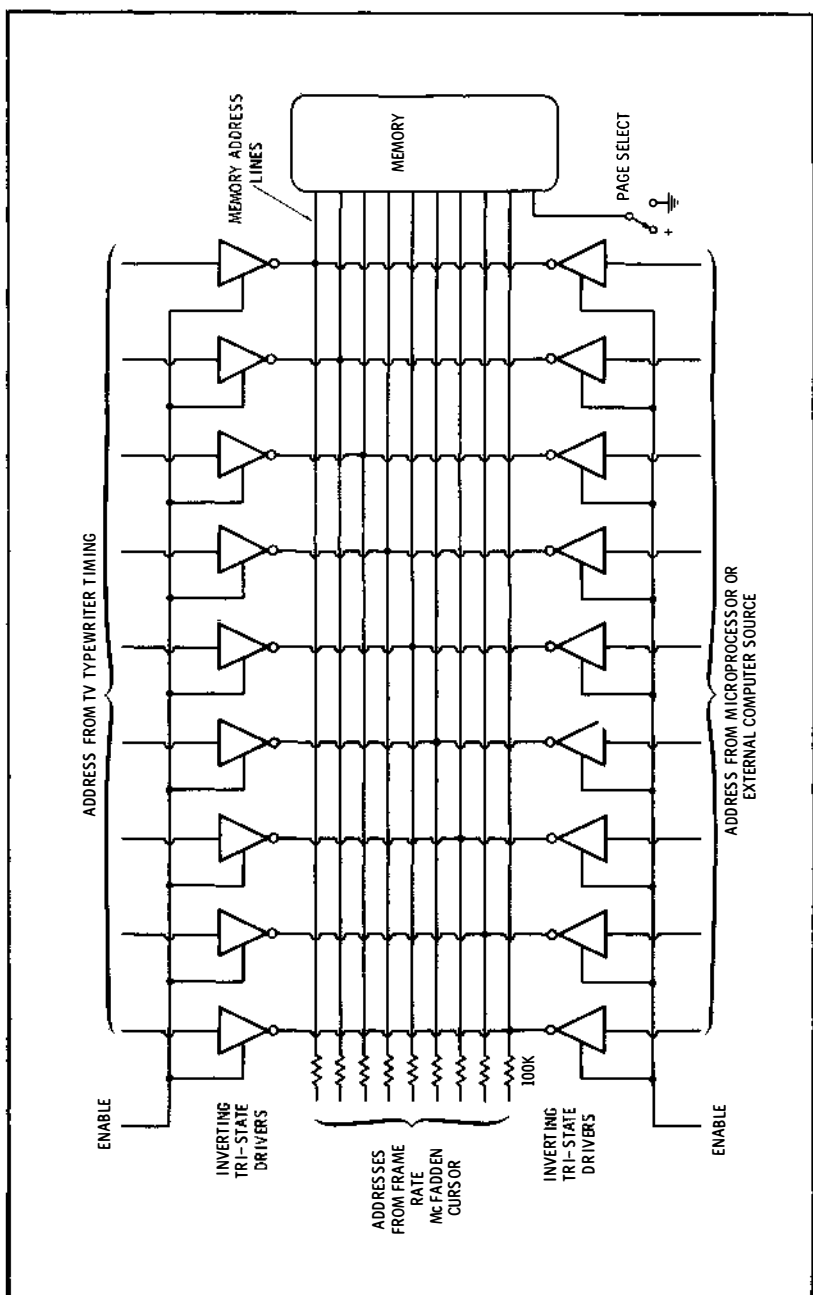 ADDRESS FROM TV TYPEWRITER TIMING
MEMORY ADDRESS
LINES
MEMORY
PAGE SELECT
+
ENABLE
INVERTING
TRI-STATE
DRIVERS
ADDRESSES
FROM FRAME
RATE
McFADDEN
CURSOR
100K
INVERTING
TRI-STATE
DRIVERS
ENABLE
ADDRESS FROM MICROPROCESSOR OR
EXTERNAL COMPUTER SOURCE